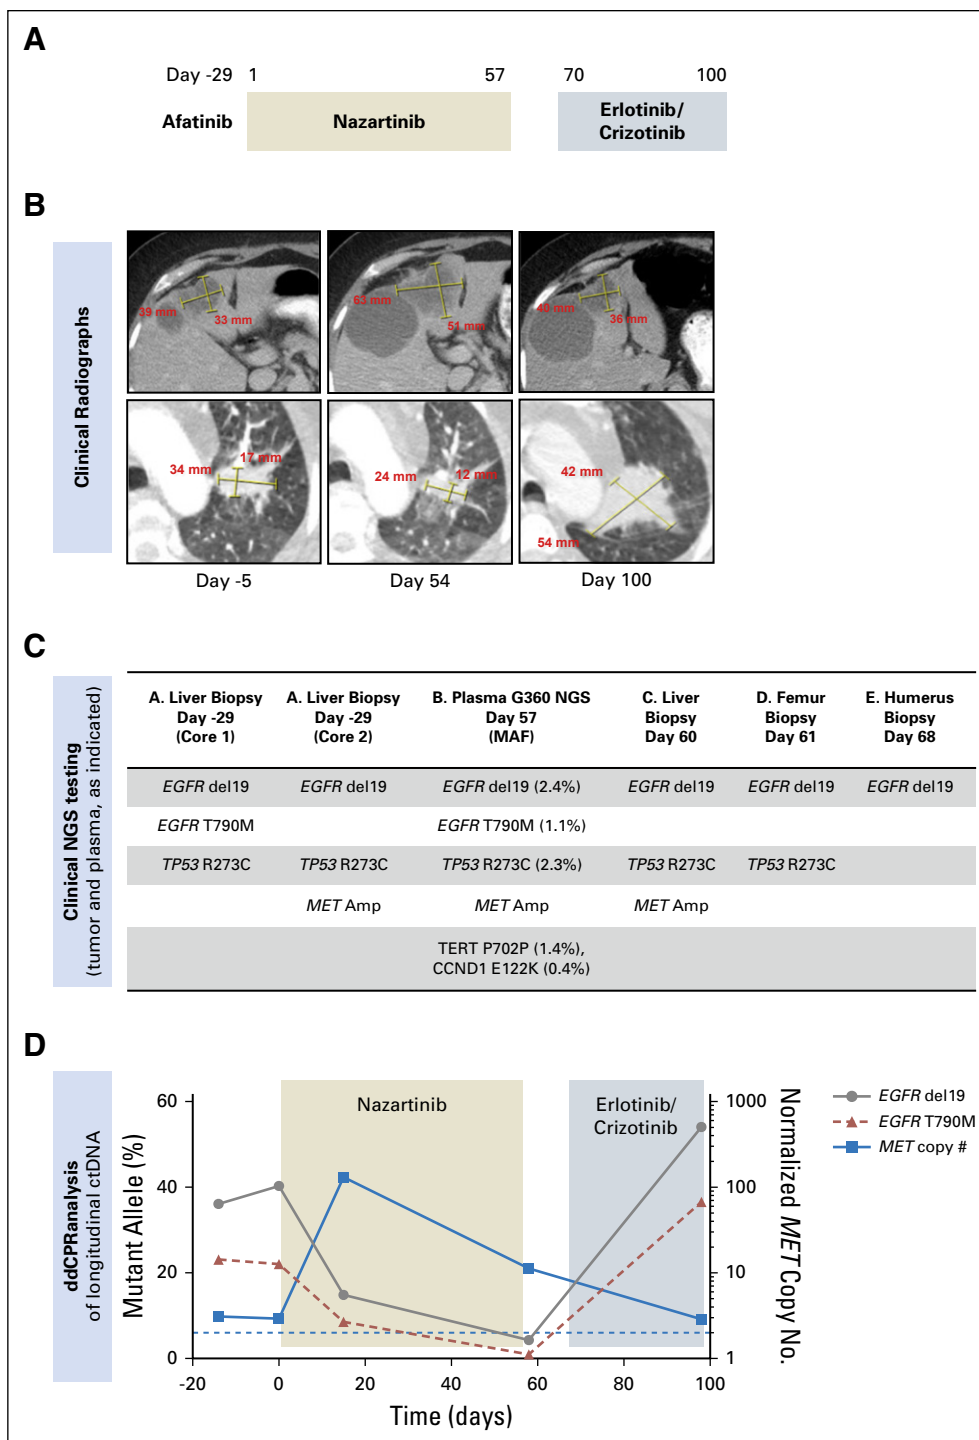 A
Day -29 1 57 70 100
Afatinib Nazartinib Erlotinib/
Crizotinib
B
Clinical Radiographs
39 mm
33 mm
63 mm
51 mm
40 mm
36 mm
34 mm
17 mm
24 mm
12 mm
42 mm
54 mm
Day -5 Day 54 Day 100
C
Clinical NGS testing
(tumor and plasma, as indicated)
A. Liver Biopsy A. Liver Biopsy B. Plasma G360 NGS C. Liver D. Femur E. Humerus
Day -29 Day -29 Day 57 Biopsy Biopsy Biopsy
(Core 1) (Core 2) (MAF) Day 60 Day 61 Day 68
EGFR del19 EGFR del19 EGFR del19 (2.4%) EGFR del19 EGFR del19 EGFR del19
EGFR T790M EGFR T790M (1.1%)
TP53 R273C TP53 R273C TP53 R273C (2.3%) TP53 R273C TP53 R273C
MET Amp MET Amp MET Amp
TERT P702P (1.4%),
CCND1 E122K (0.4%)
D
ddCPRanalysis
of longitudinal ctDNA
Mutant Allele (%)
60
40
20
0
Nazartinib
Erlotinib/
Crizotinib
1000
100
10
1
Normalized MET Copy No.
-20 0 20 40 60 80 100
Time (days)
EGFR del19
EGFR T790M
MET copy #